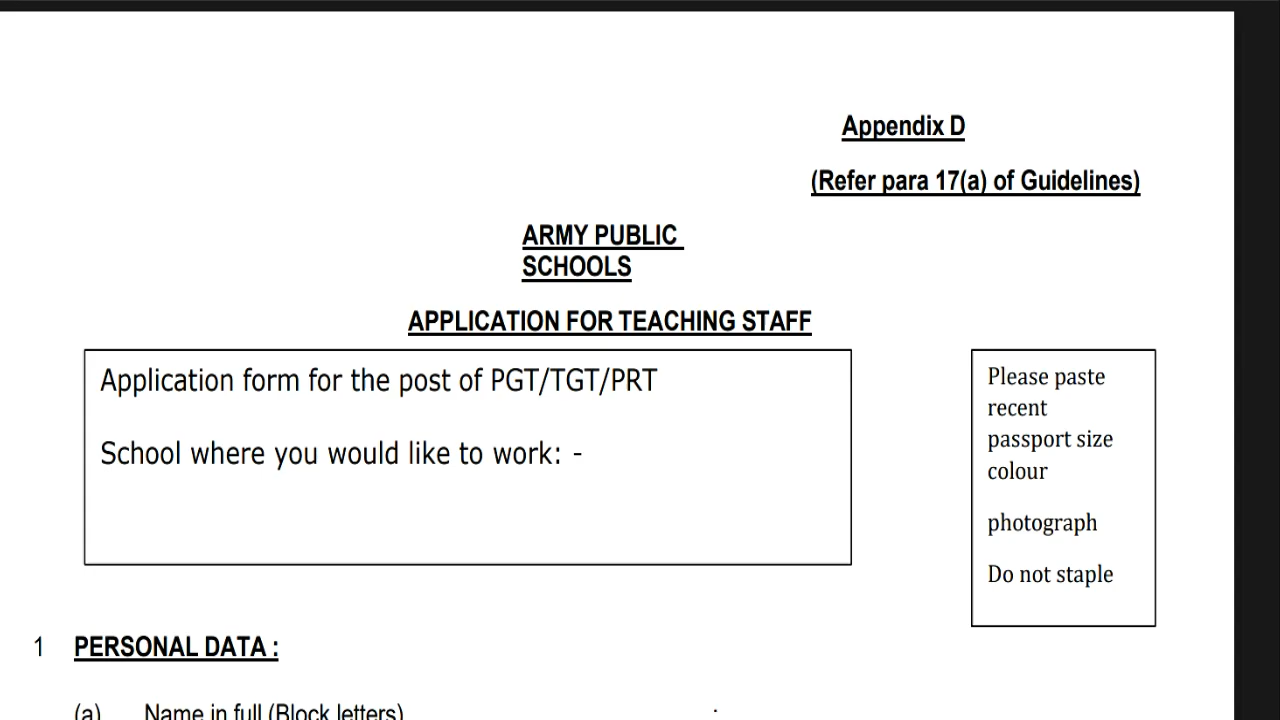 Appendix D
(Refer para 17(a) of Guidelines)
ARMY PUBLIC
SCHOOLS
APPLICATION FOR TEACHING STAFF
Application form for the post of PGT/TGT/PRT
School where you would like to work: -
Please paste
recent
passport size
colour
photograph
Do not staple
1 PERSONAL DATA :
(a) Name in full (Block letters) :